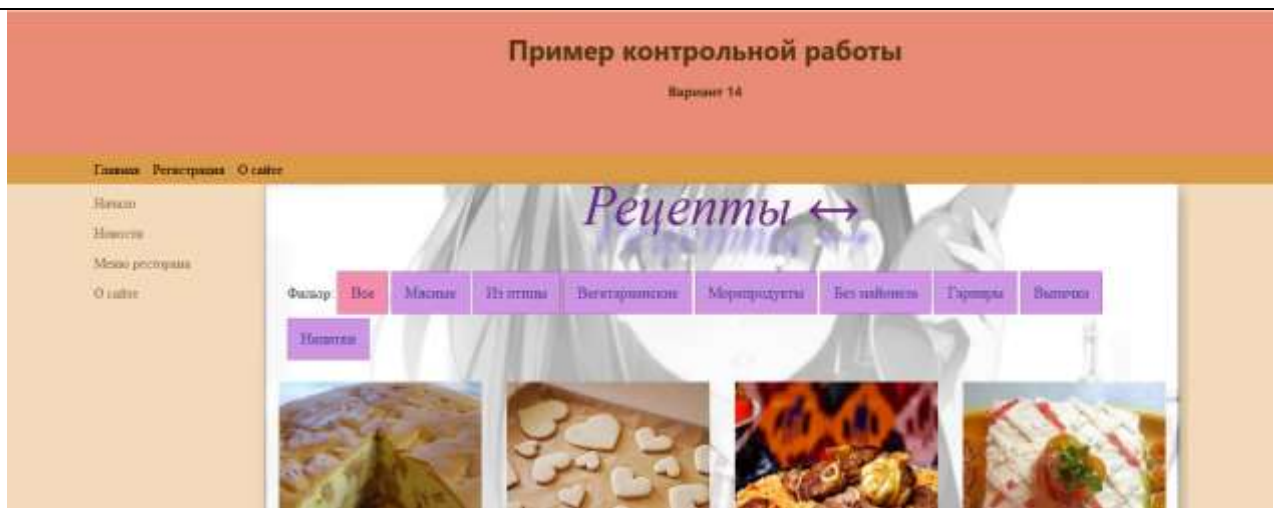 Пример контрольной работы
Вариант 14
Главная Регистрация О сайте
Начало
Новости
Меню ресторана
О сайте
Рецепты ↔
Фильтр: Все Мясные Из птицы Вегетарианские Морепродукты Без майонеза Гарниры Выпечка
Напитки